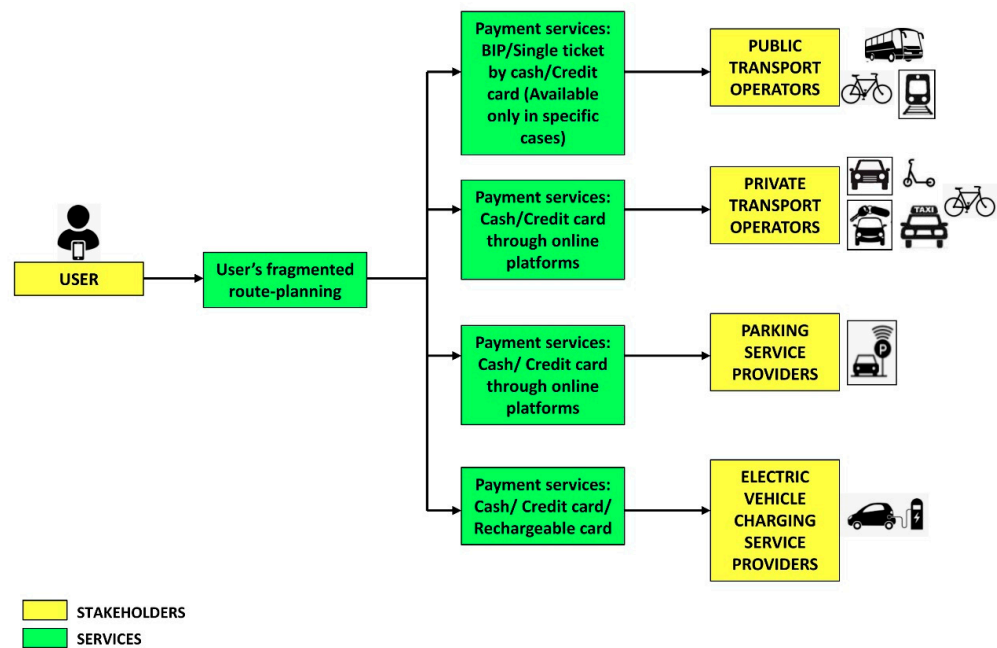 Payment services:
BIP/Single ticket
by cash/Credit
card (Available
only in specific
cases)
PUBLIC
TRANSPORT
OPERATORS
Payment services:
Cash/Credit card
through online
platforms
PRIVATE
TRANSPORT
OPERATORS
TAXI
USER
User’s fragmented
route-planning
Payment services:
Cash/ Credit card
through online
platforms
PARKING
SERVICE
PROVIDERS
P
Payment services:
Cash/ Credit card/
Rechargeable card
ELECTRIC
VEHICLE
CHARGING
SERVICE
PROVIDERS
STAKEHOLDERS
SERVICES